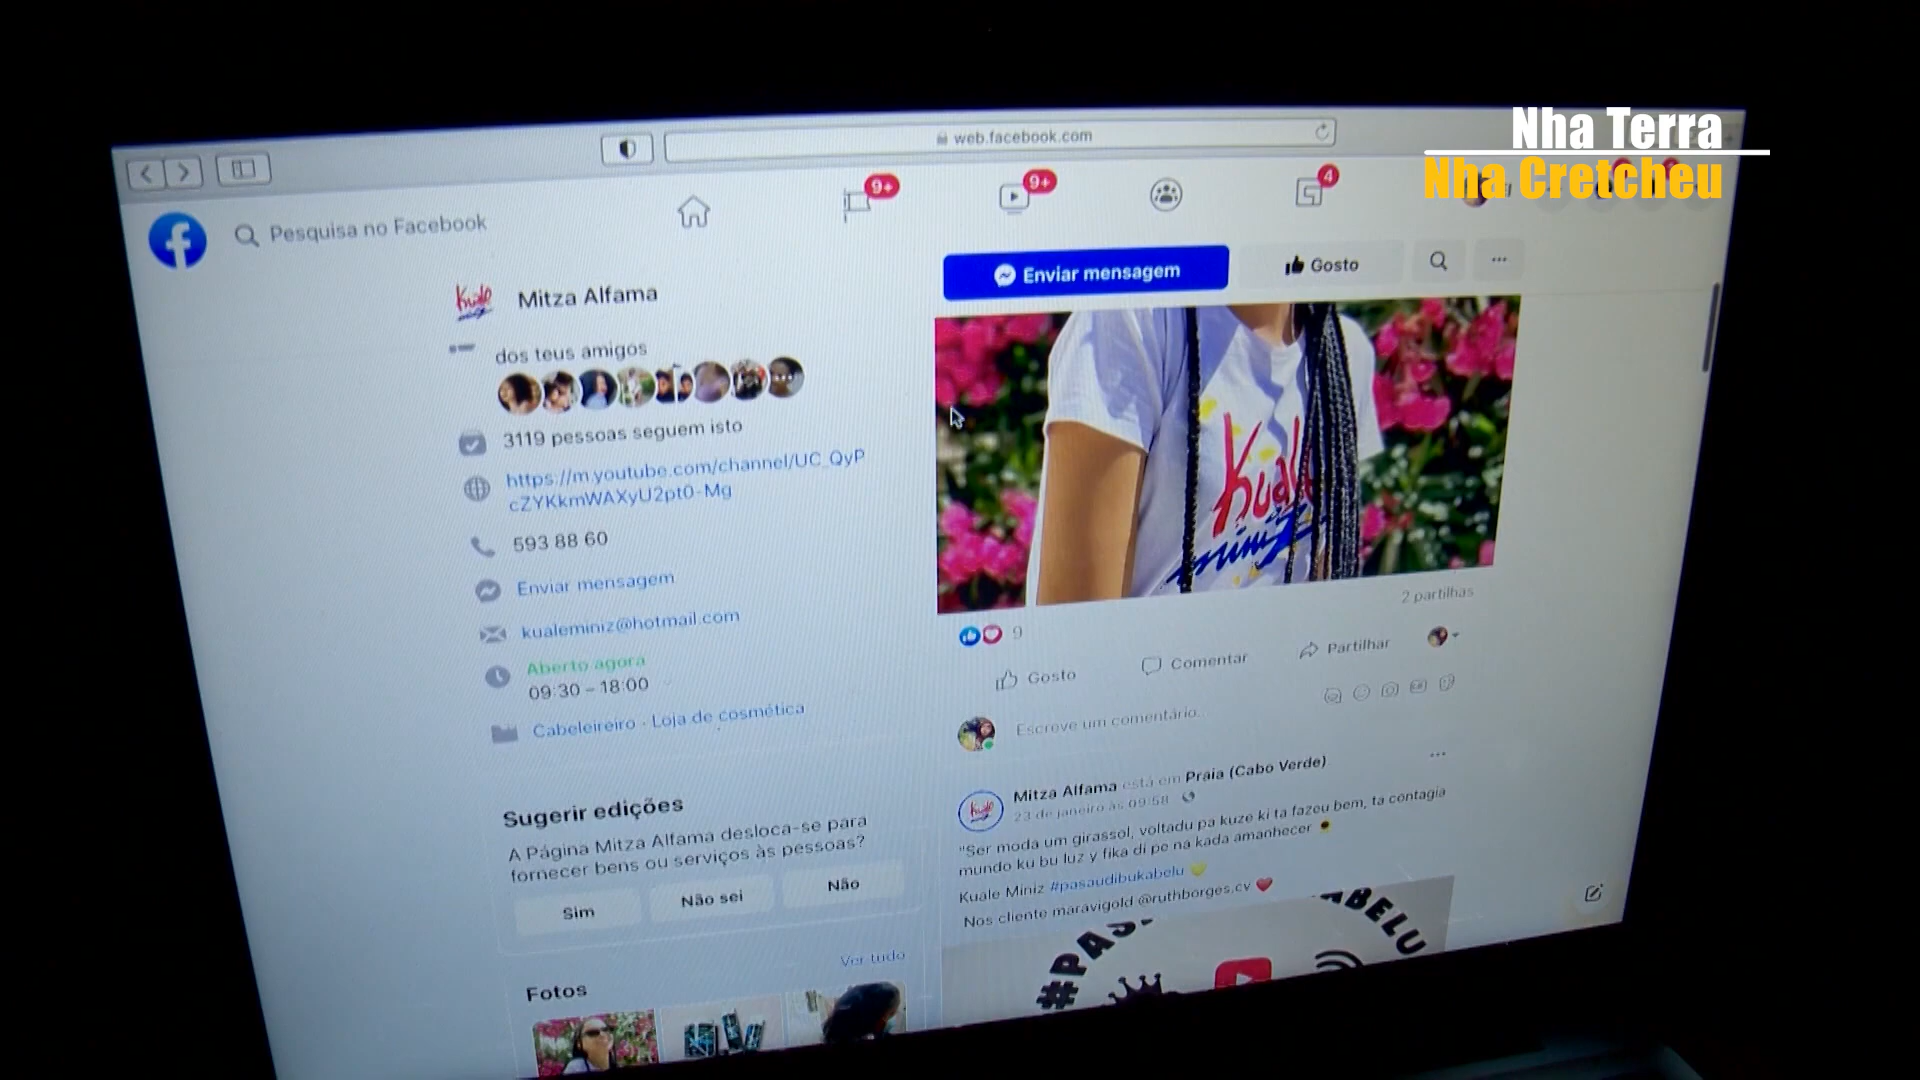 Nha Terra
Nha Cretcheu
web.facebook.com
Pesquisa no Facebook
9+
9+
4
Enviar mensagem
Gosto
Kuale
Mitza Alfama
dos teus amigos
3119 pessoas seguem isto
https://m.youtube.com/channel/UC_QyP
cZYKkmWAXyU2pt0-Mg
593 88 60
Enviar mensagem
kualeminiz@hotmail.com
Aberto agora
09:30 – 18:00
Cabeleireiro · Loja de cosmética
Sugerir edições
A Página Mitza Alfama desloca-se para
fornecer bens ou serviços às pessoas?
Sim
Não sei
Não
Ver tudo
Fotos
miniz
2 partilhas
9
Gosto
Comentar
Partilhar
Escreve um comentário...
Mitza Alfama está em Praia (Cabo Verde).
23 de janeiro às 09:58
"Ser moda um girassol, voltadu pa kuze ki ta fazeu bem, ta contagia
mundo ku bu luz y fika di pe na kada amanhecer
Kuale Miniz #pasaudibukabelu
Nos cliente maravigold @ruthborges.cv